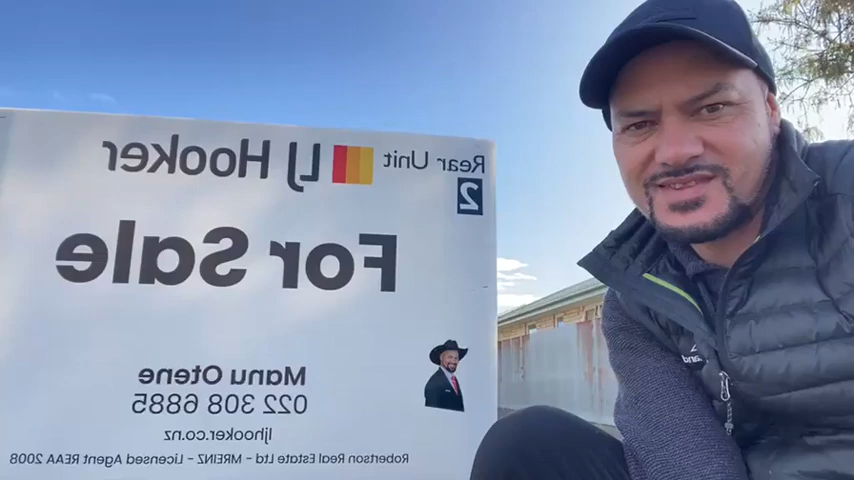 Rear Unit
2
LJ Hooker
For Sale
Manu Otene
022 308 6885
ljhooker.co.nz
Robertson Real Estate Ltd - MREINZ - Licensed Agent REAA 2008